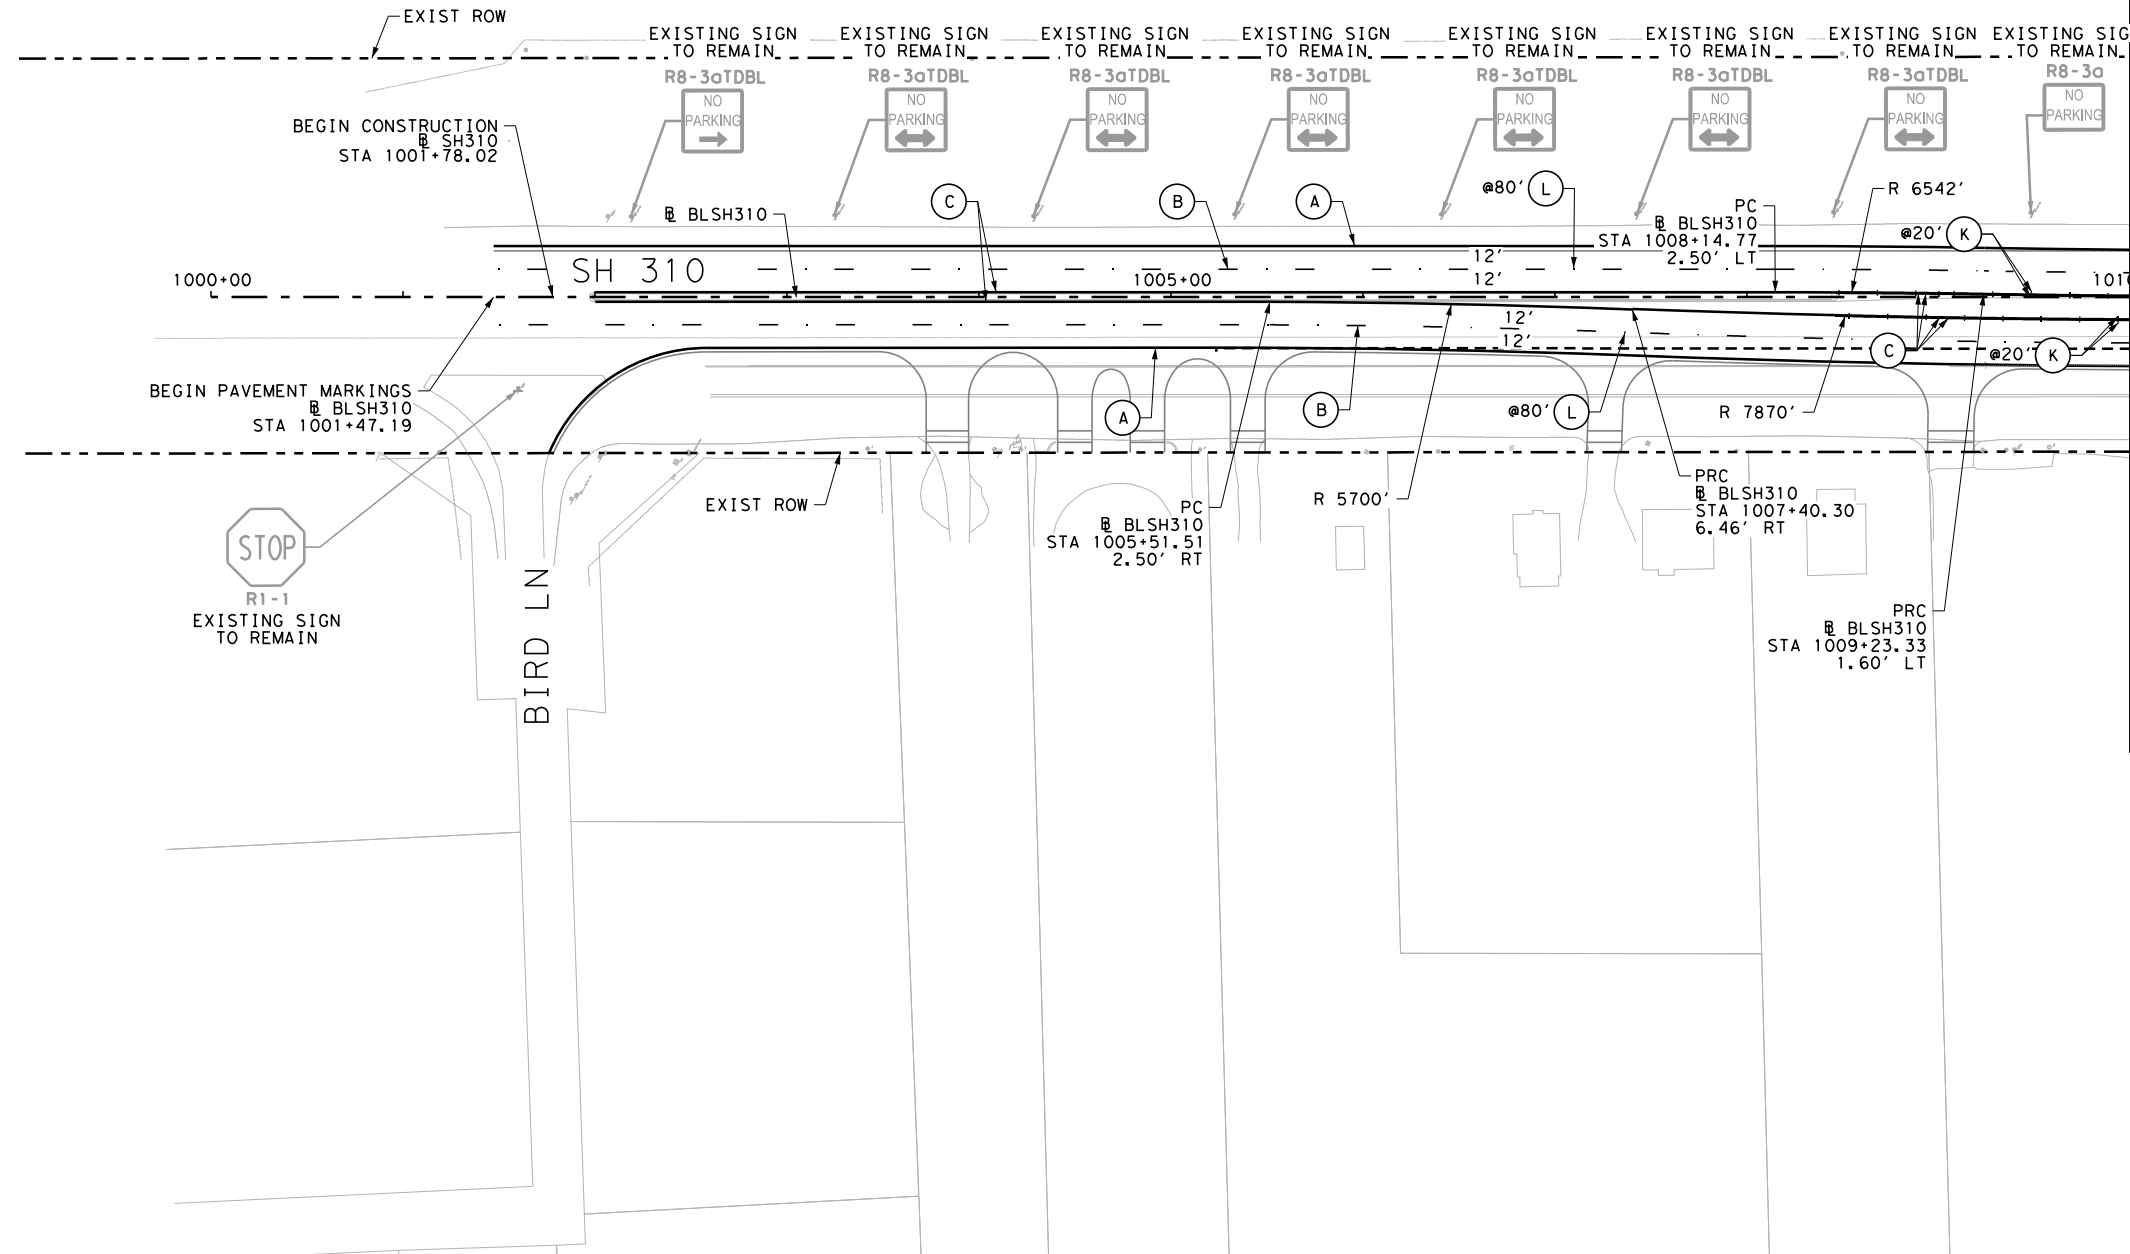 EXIST ROW
EXISTING SIGN
TO REMAIN
EXISTING SIGN
TO REMAIN
EXISTING SIGN
TO REMAIN
EXISTING SIGN
TO REMAIN
EXISTING SIGN
TO REMAIN
EXISTING SIGN
TO REMAIN
EXISTING SIGN
TO REMAIN
EXISTING SIG
TO REMAIN
R8-3aTDBL
NO
PARKING
R8-3aTDBL
NO
PARKING
R8-3aTDBL
NO
PARKING
R8-3aTDBL
NO
PARKING
R8-3aTDBL
NO
PARKING
R8-3aTDBL
NO
PARKING
R8-3aTDBL
NO
PARKING
R8-3a
NO
PARKING
BEGIN CONSTRUCTION
℄ SH310
STA 1001+78.02
℄ BLSH310
C
B
A
@80' L
PC
℄ BLSH310
STA 1008+14.77
2.50' LT
R 6542'
@20' K
1000+00
SH 310
1005+00
12'
12'
101
12'
12'
BEGIN PAVEMENT MARKINGS
℄ BLSH310
STA 1001+47.19
A
B
@80' L
R 7870'
C
@20' K
EXIST ROW
PC
℄ BLSH310
STA 1005+51.51
2.50' RT
R 5700'
PRC
℄ BLSH310
STA 1007+40.30
6.46' RT
STOP
R1-1
EXISTING SIGN
TO REMAIN
BIRD LN
PRC
℄ BLSH310
STA 1009+23.33
1.60' LT